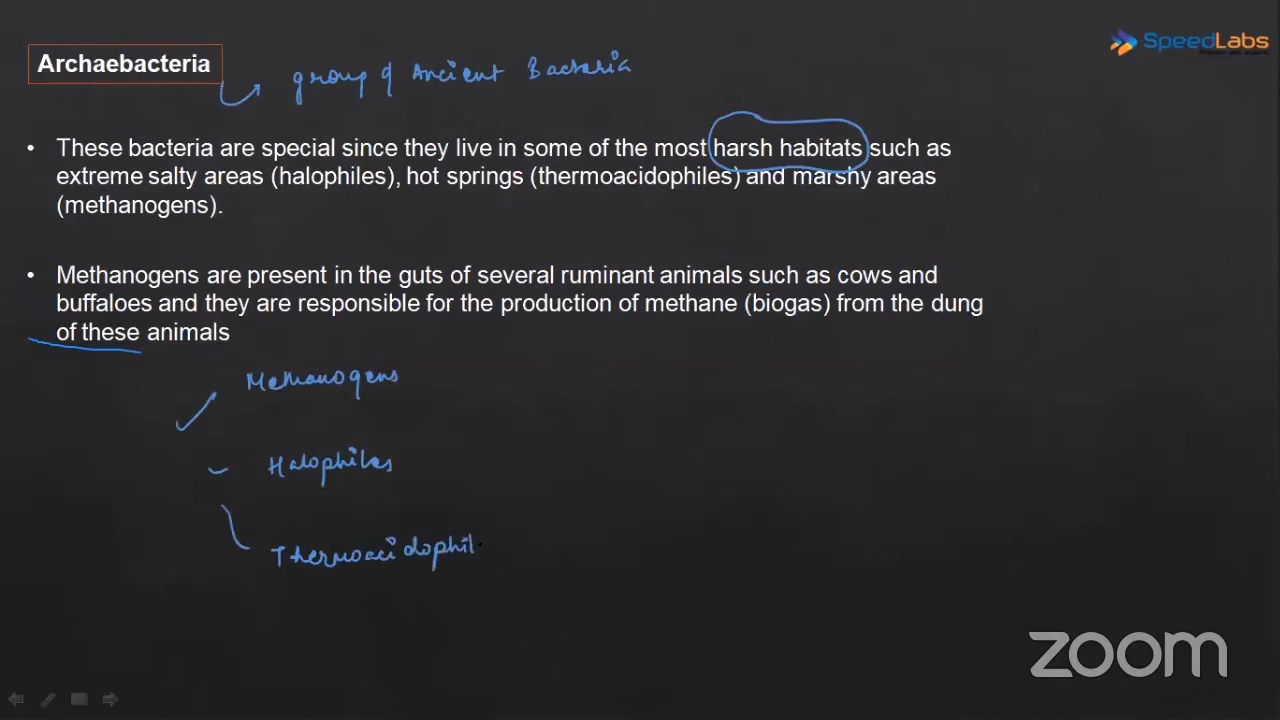 SpeedLabs
Archaebacteria
group of Ancient Bacteria
• These bacteria are special since they live in some of the most harsh habitats such as
extreme salty areas (halophiles), hot springs (thermoacidophiles) and marshy areas
(methanogens).
• Methanogens are present in the guts of several ruminant animals such as cows and
buffaloes and they are responsible for the production of methane (biogas) from the dung
of these animals
Methanogens
Halophiles
Thermoacidophil
zoom